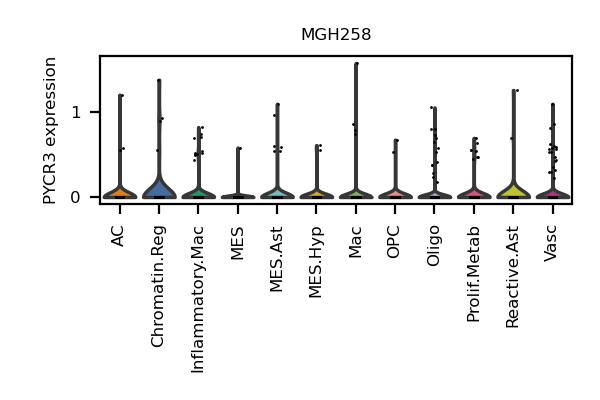 MGH258
PYCR3 expression
1
0
AC
Chromatin.Reg
Inflammatory.Mac
MES
MES.Ast
MES.Hyp
Mac
OPC
Oligo
Prolif.Metab
Reactive.Ast
Vasc